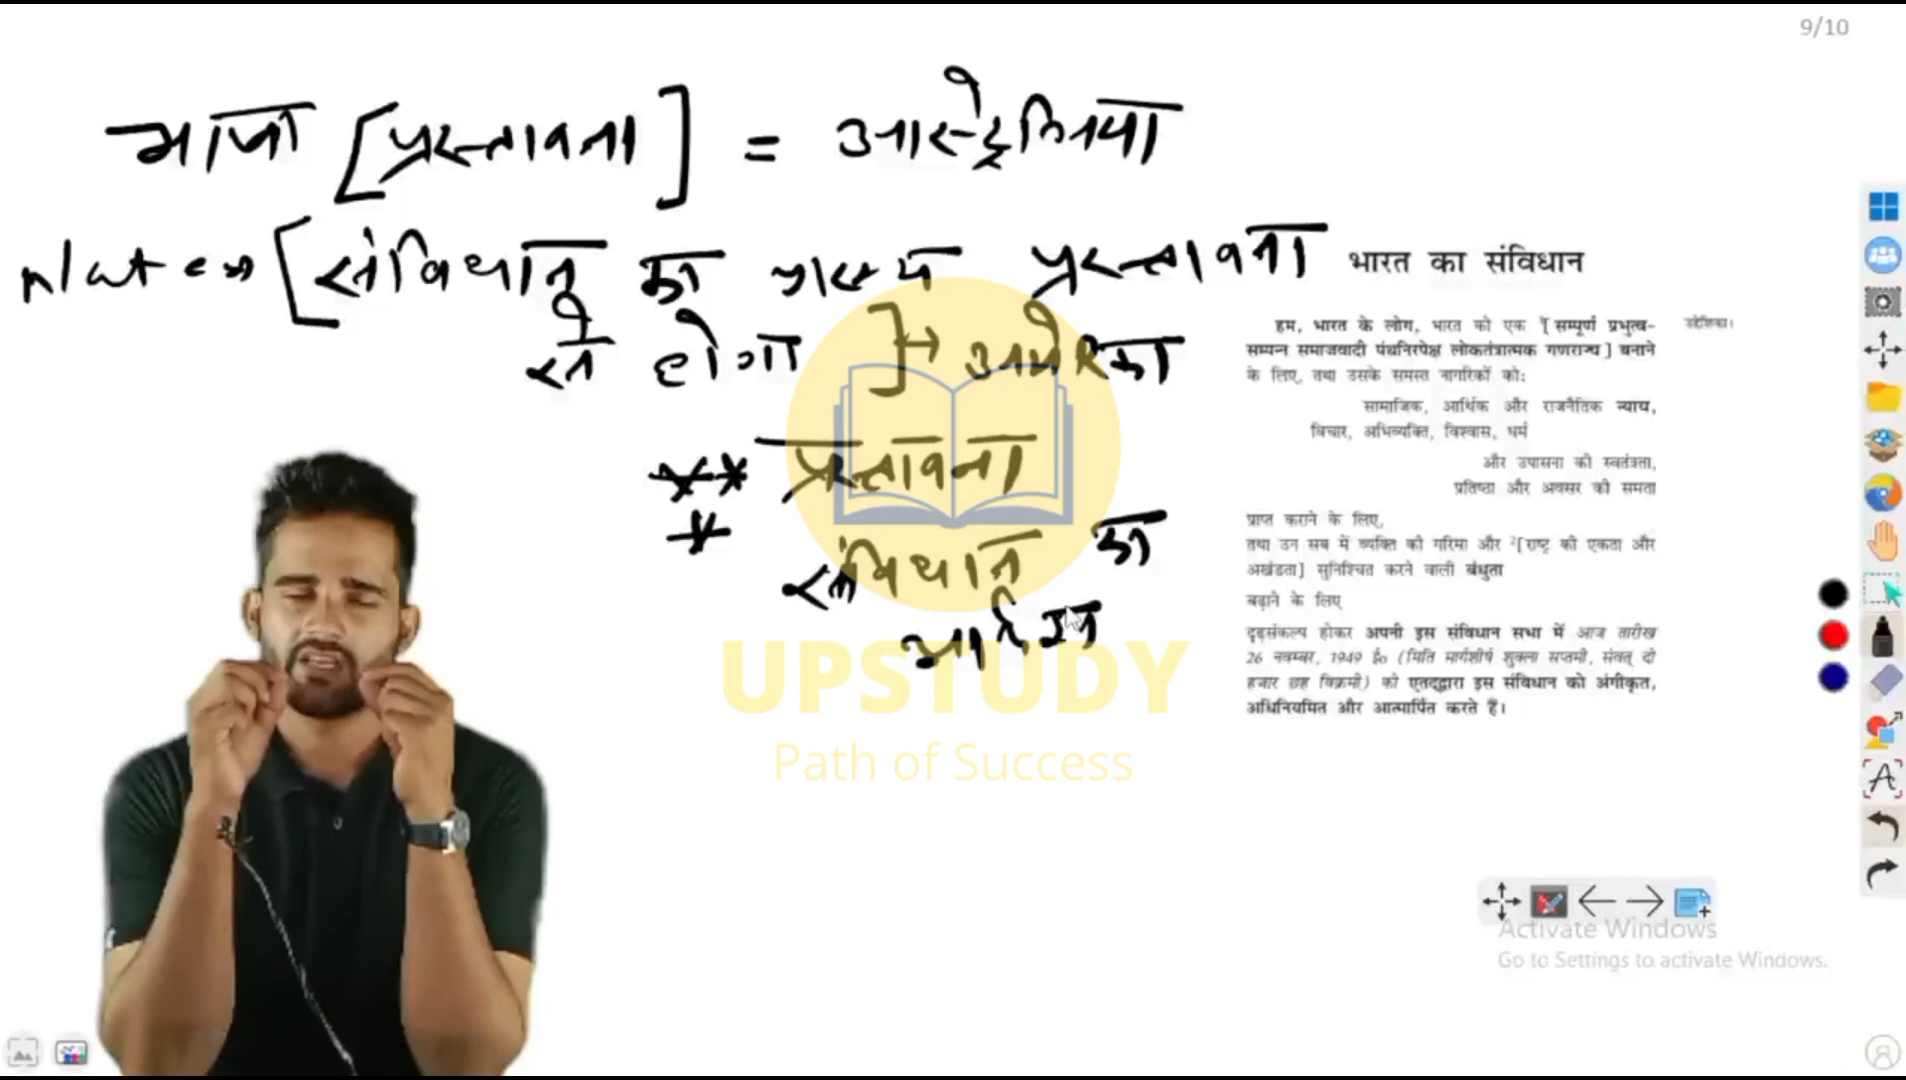 9/10
भाषा [प्रस्तावना] = आस्ट्रेलिया
[संविधान का प्रारम्भ प्रस्तावना
से होगा] → अमेरिका
** प्रस्तावना
*
संविधान का
UPSTUDY
Path of Success
भारत का संविधान
उद्देशिका।
हम, भारत के लोग, भारत को एक ¹[सम्पूर्ण प्रभुत्व-
सम्पन्न समाजवादी पंथनिरपेक्ष लोकतंत्रात्मक गणराज्य] बनाने
के लिए, तथा उसके समस्त नागरिकों को:
सामाजिक, आर्थिक और राजनैतिक न्याय,
विचार, अभिव्यक्ति, विश्वास, धर्म
और उपासना की स्वतंत्रता,
प्रतिष्ठा और अवसर की समता
प्राप्त कराने के लिए,
तथा उन सब में व्यक्ति की गरिमा और ²[राष्ट्र की एकता और
अखंडता] सुनिश्चित करने वाली बंधुता
बढ़ाने के लिए
दृढ़संकल्प होकर अपनी इस संविधान सभा में आज तारीख
26 नवम्बर, 1949 ई० (मिति मार्गशीर्ष शुक्ला सप्तमी, संवत् दो
हजार छह विक्रमी) को एतद्द्वारा इस संविधान को अंगीकृत,
अधिनियमित और आत्मार्पित करते हैं।
Activate Windows
Go to Settings to activate Windows.